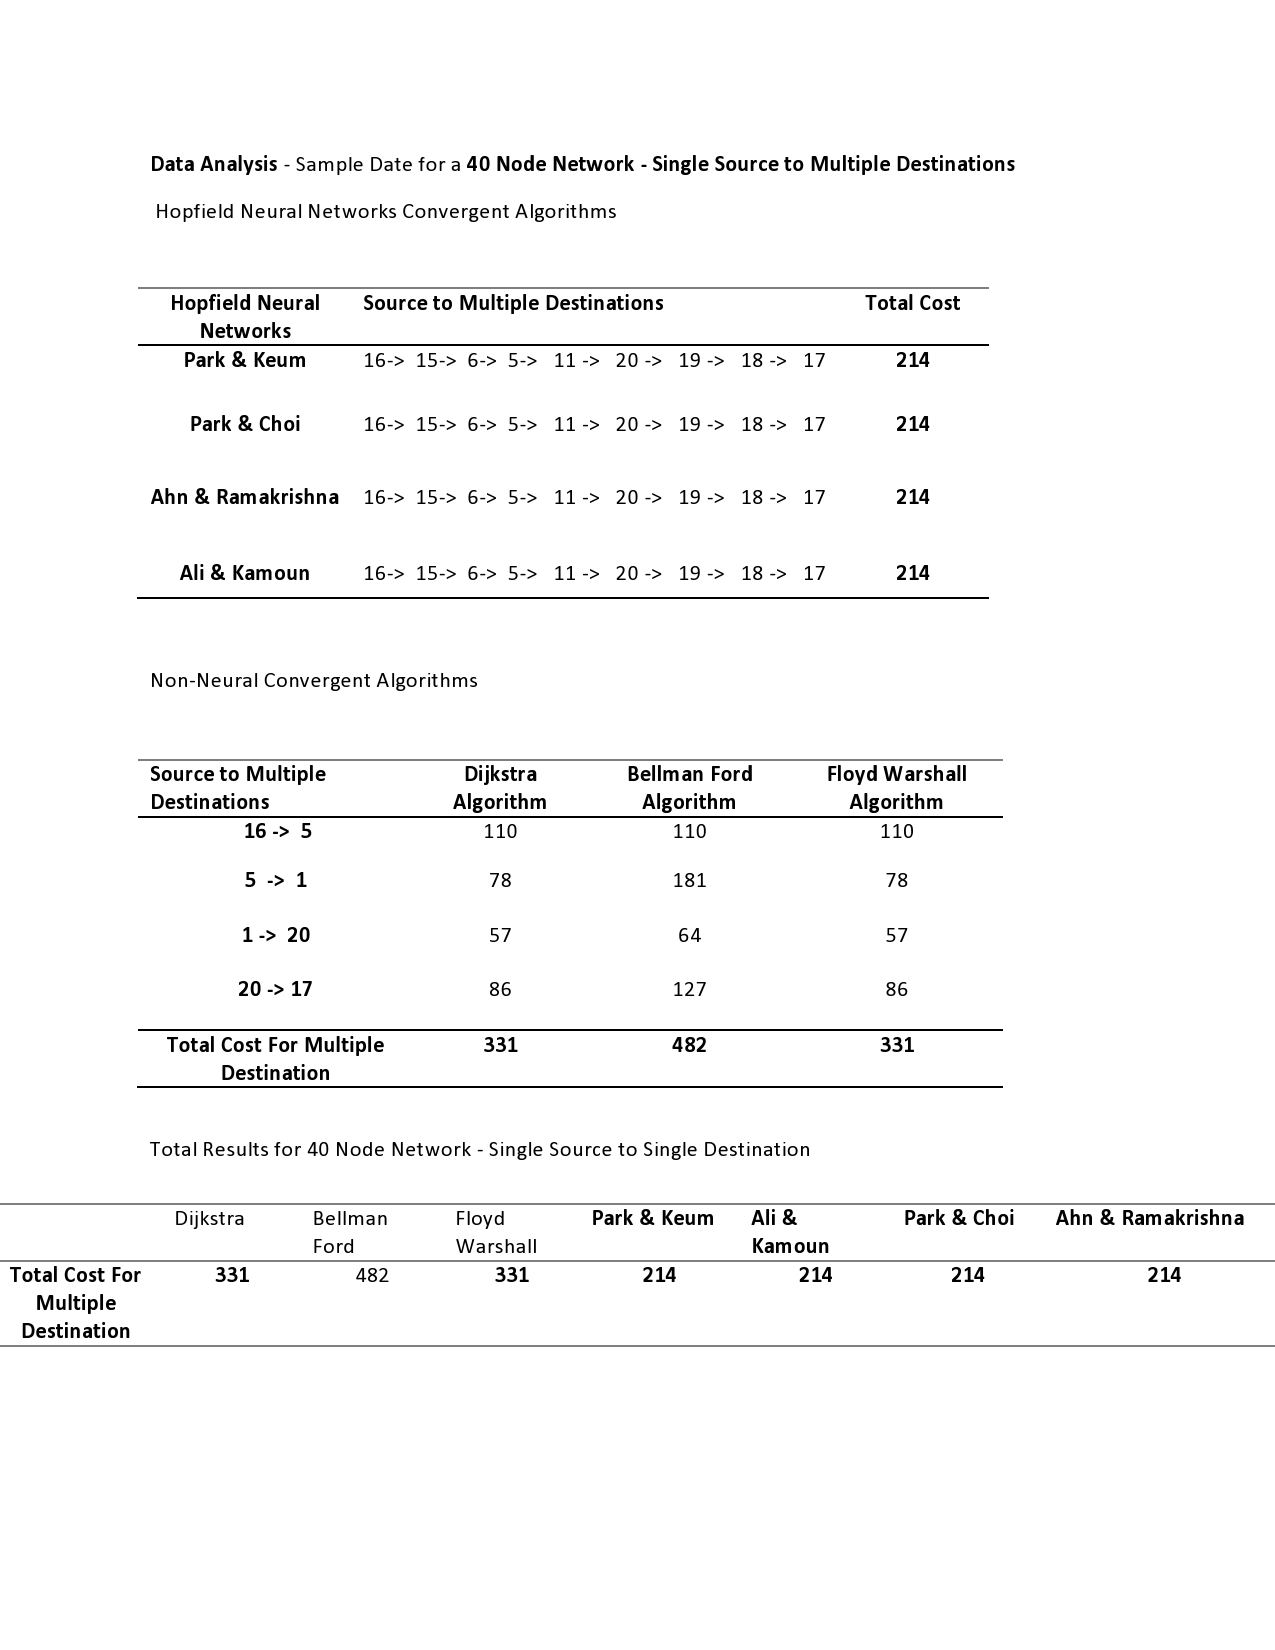 Data Analysis - Sample Date for a 40 Node Network - Single Source to Multiple Destinations
Hopfield Neural Networks Convergent Algorithms
Hopfield Neural Networks Source to Multiple Destinations Total Cost
Park & Keum 16-> 15-> 6-> 5-> 11 -> 20 -> 19 -> 18 -> 17 214
Park & Choi 16-> 15-> 6-> 5-> 11 -> 20 -> 19 -> 18 -> 17 214
Ahn & Ramakrishna 16-> 15-> 6-> 5-> 11 -> 20 -> 19 -> 18 -> 17 214
Ali & Kamoun 16-> 15-> 6-> 5-> 11 -> 20 -> 19 -> 18 -> 17 214
Non-Neural Convergent Algorithms
Source to Multiple Destinations Dijkstra Algorithm Bellman Ford Algorithm Floyd Warshall Algorithm
16 -> 5 110 110 110
5 -> 1 78 181 78
1 -> 20 57 64 57
20 -> 17 86 127 86
Total Cost For Multiple Destination 331 482 331
Total Results for 40 Node Network - Single Source to Single Destination
Dijkstra Bellman Ford Floyd Warshall Park & Keum Ali & Kamoun Park & Choi Ahn & Ramakrishna
Total Cost For Multiple Destination 331 482 331 214 214 214 214